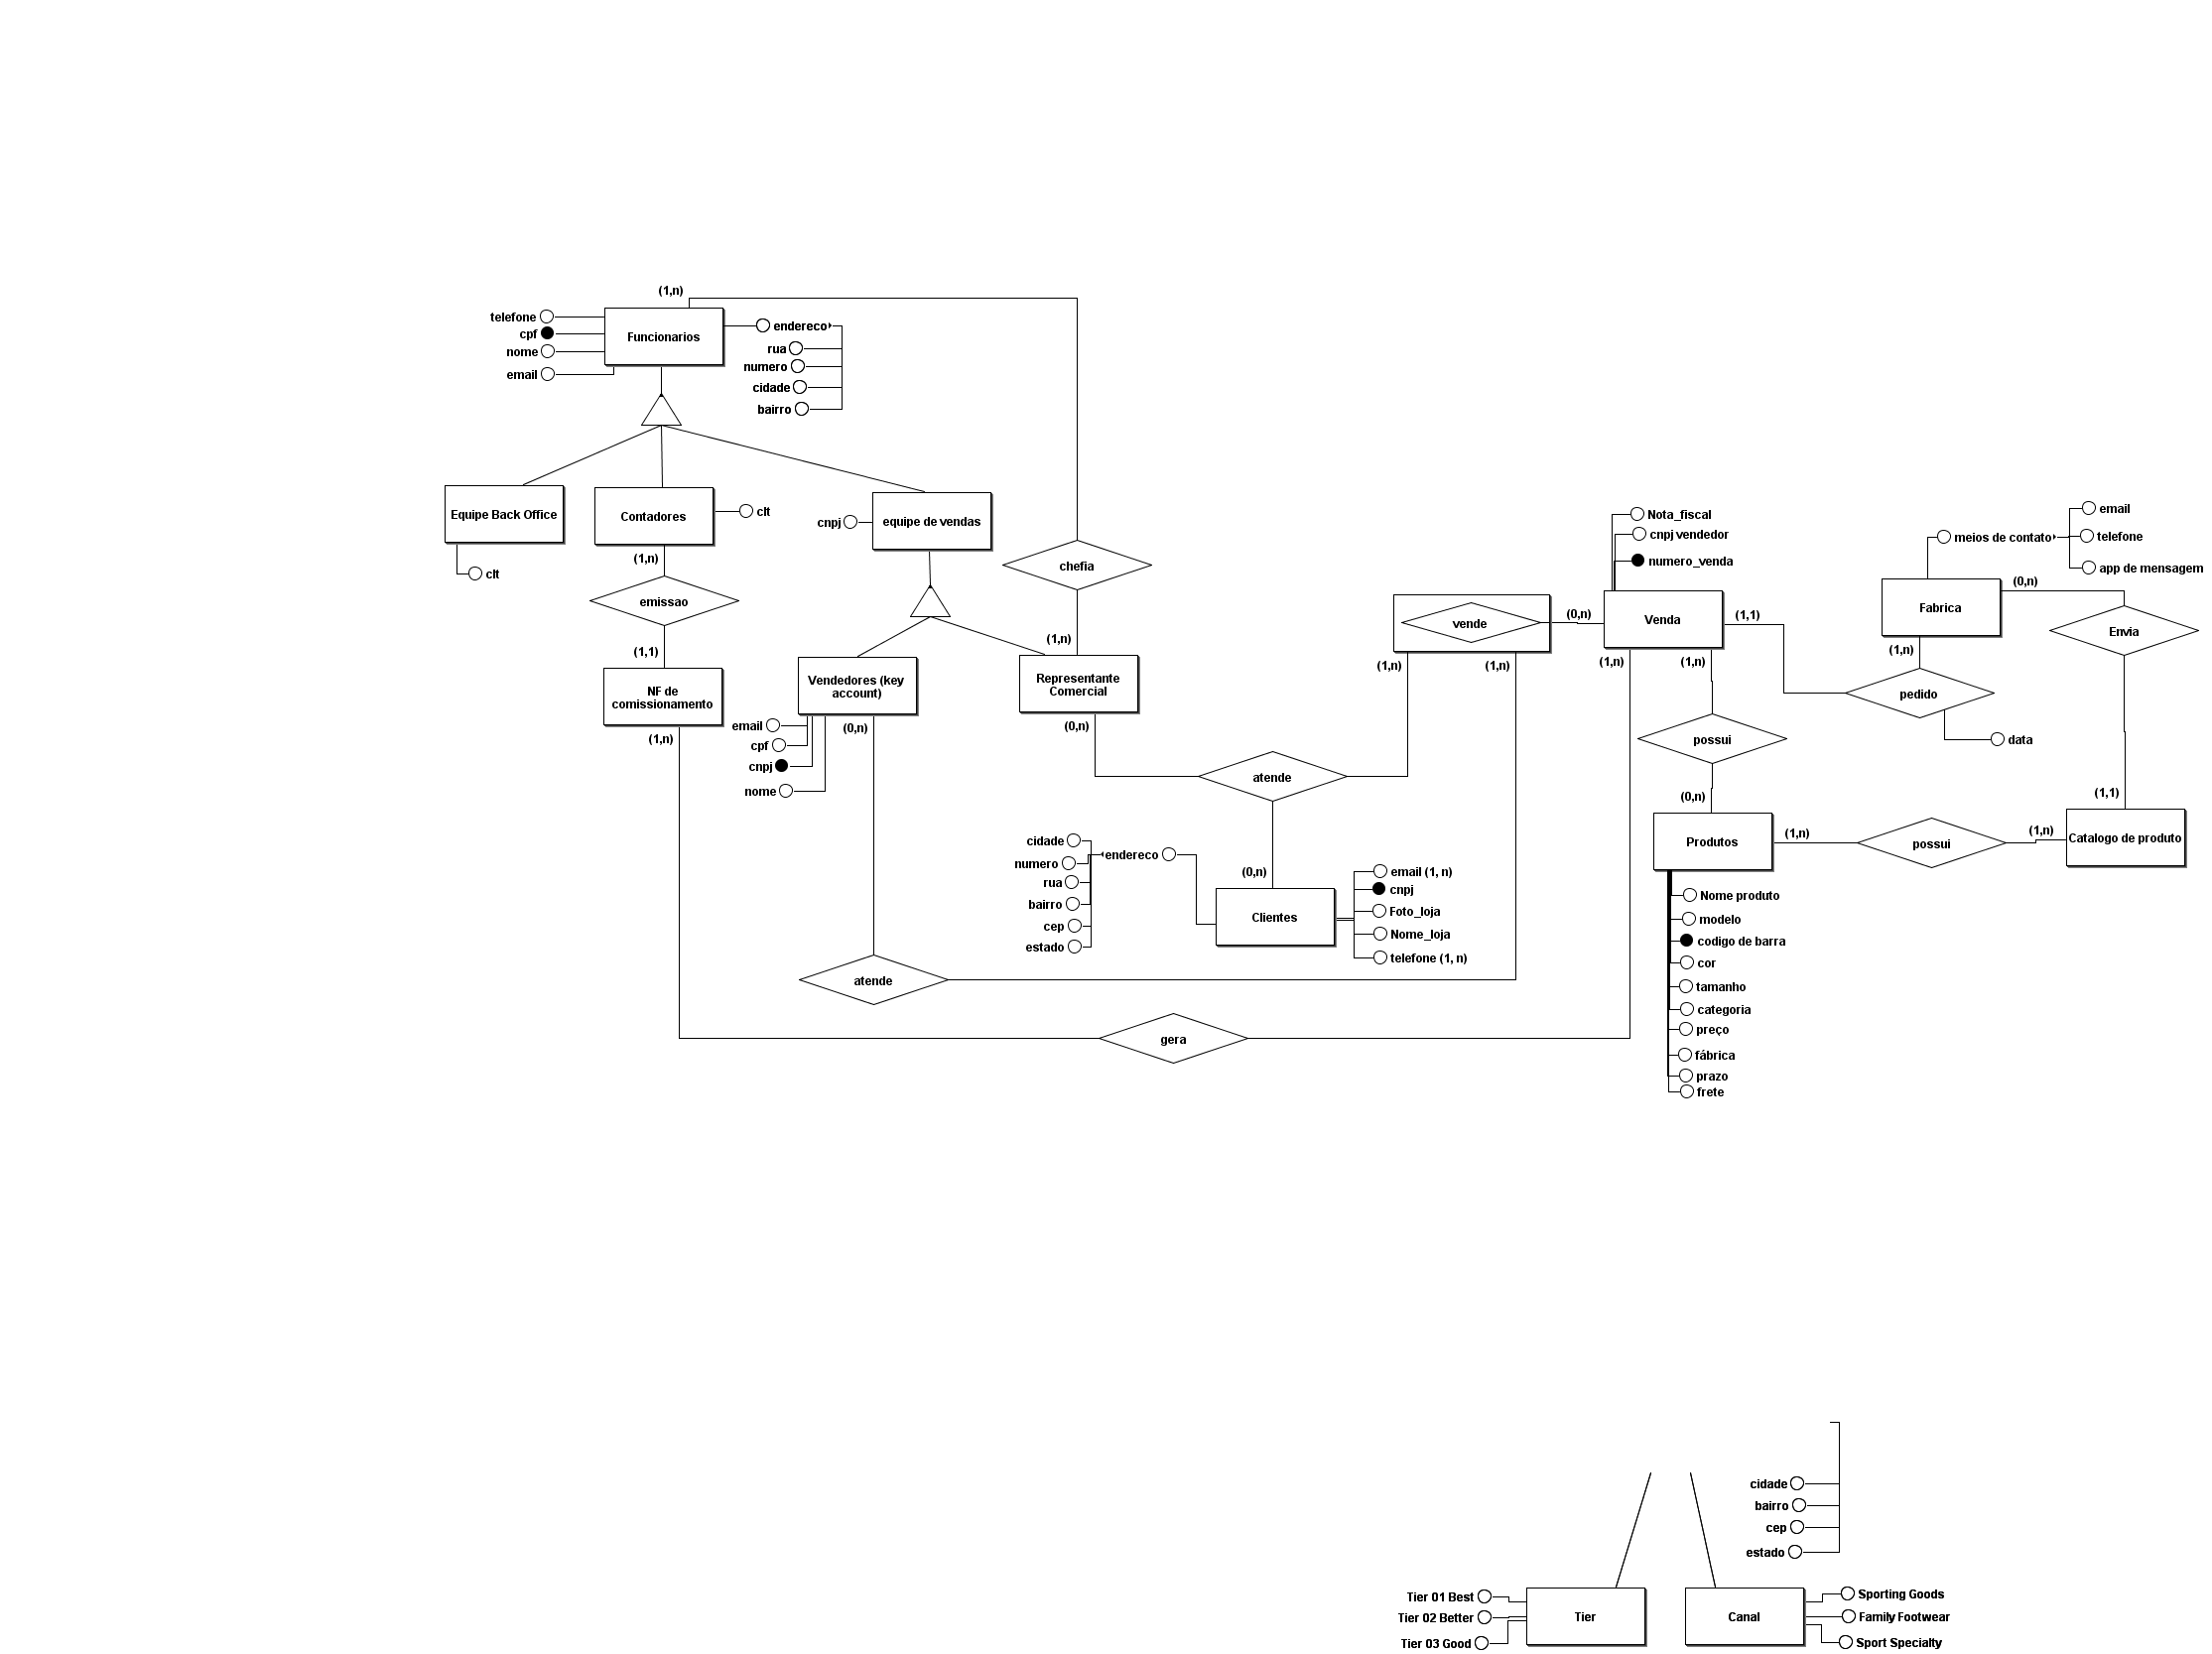 (1,n)
telefone
cpf
nome
email
Funcionarios
endereco
rua
numero
cidade
bairro
Equipe Back Office
clt
Contadores
clt
(1,n)
emissao
(1,1)
NF de
comissionamento
(1,n)
cnpj
equipe de vendas
chefia
(1,n)
Vendedores (key
account)
(0,n)
email
cpf
cnpj
nome
Representante
Comercial
(0,n)
atende
(0,n)
cidade
numero
rua
bairro
cep
estado
endereco
Clientes
email (1, n)
cnpj
Foto_loja
Nome_loja
telefone (1, n)
atende
gera
vende
(1,n)
(1,n)
(0,n)
Nota_fiscal
cnpj vendedor
numero_venda
Venda
(1,1)
(1,n)
(1,n)
possui
(0,n)
Produtos
(1,n)
possui
(1,n)
Catalogo de produto
(1,1)
Envia
(0,n)
Fabrica
(1,n)
pedido
data
meios de contato
email
telefone
app de mensagem
Nome produto
modelo
codigo de barra
cor
tamanho
categoria
preço
fábrica
prazo
frete
cidade
bairro
cep
estado
Tier 01 Best
Tier 02 Better
Tier 03 Good
Tier
Canal
Sporting Goods
Family Footwear
Sport Specialty